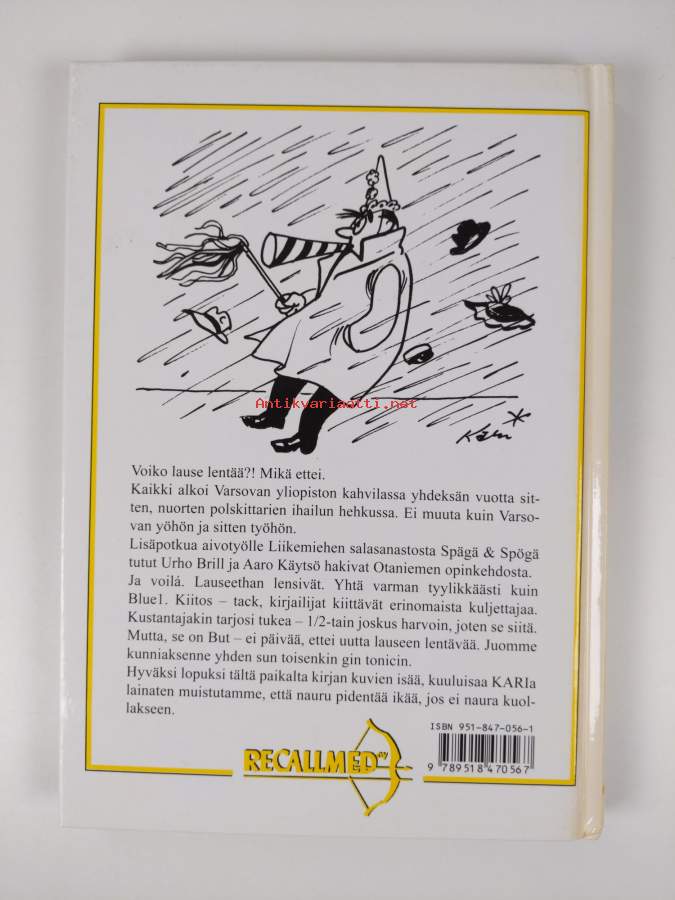 Antikvariaatti.net
Kari
Voiko lause lentää?! Mikä ettei.
Kaikki alkoi Varsovan yliopiston kahvilassa yhdeksän vuotta sit-
ten, nuorten polskittarien ihailun hehkussa. Ei muuta kuin Varso-
van yöhön ja sitten työhön.
Lisäpotkua aivotyölle Liikemiehen salasanastosta Spägä & Spögä
tutut Urho Brill ja Aaro Käytsö hakivat Otaniemen opinkehdosta.
Ja voilá. Lauseethan lensivät. Yhtä varman tyylikkäästi kuin
Blue1. Kiitos – tack, kirjailijat kiittävät erinomaista kuljettajaa.
Kustantajakin tarjosi tukea – 1/2-tain joskus harvoin, joten se siitä.
Mutta, se on But – ei päivää, ettei uutta lauseen lentävää. Juomme
kunniaksenne yhden sun toisenkin gin tonicin.
Hyväksi lopuksi tältä paikalta kirjan kuvien isää, kuuluisaa KARIa
lainaten muistutamme, että nauru pidentää ikää, jos ei naura kuol-
lakseen.
ISBN 951-847-056-1
RECALLMED oy
9 789518 470567